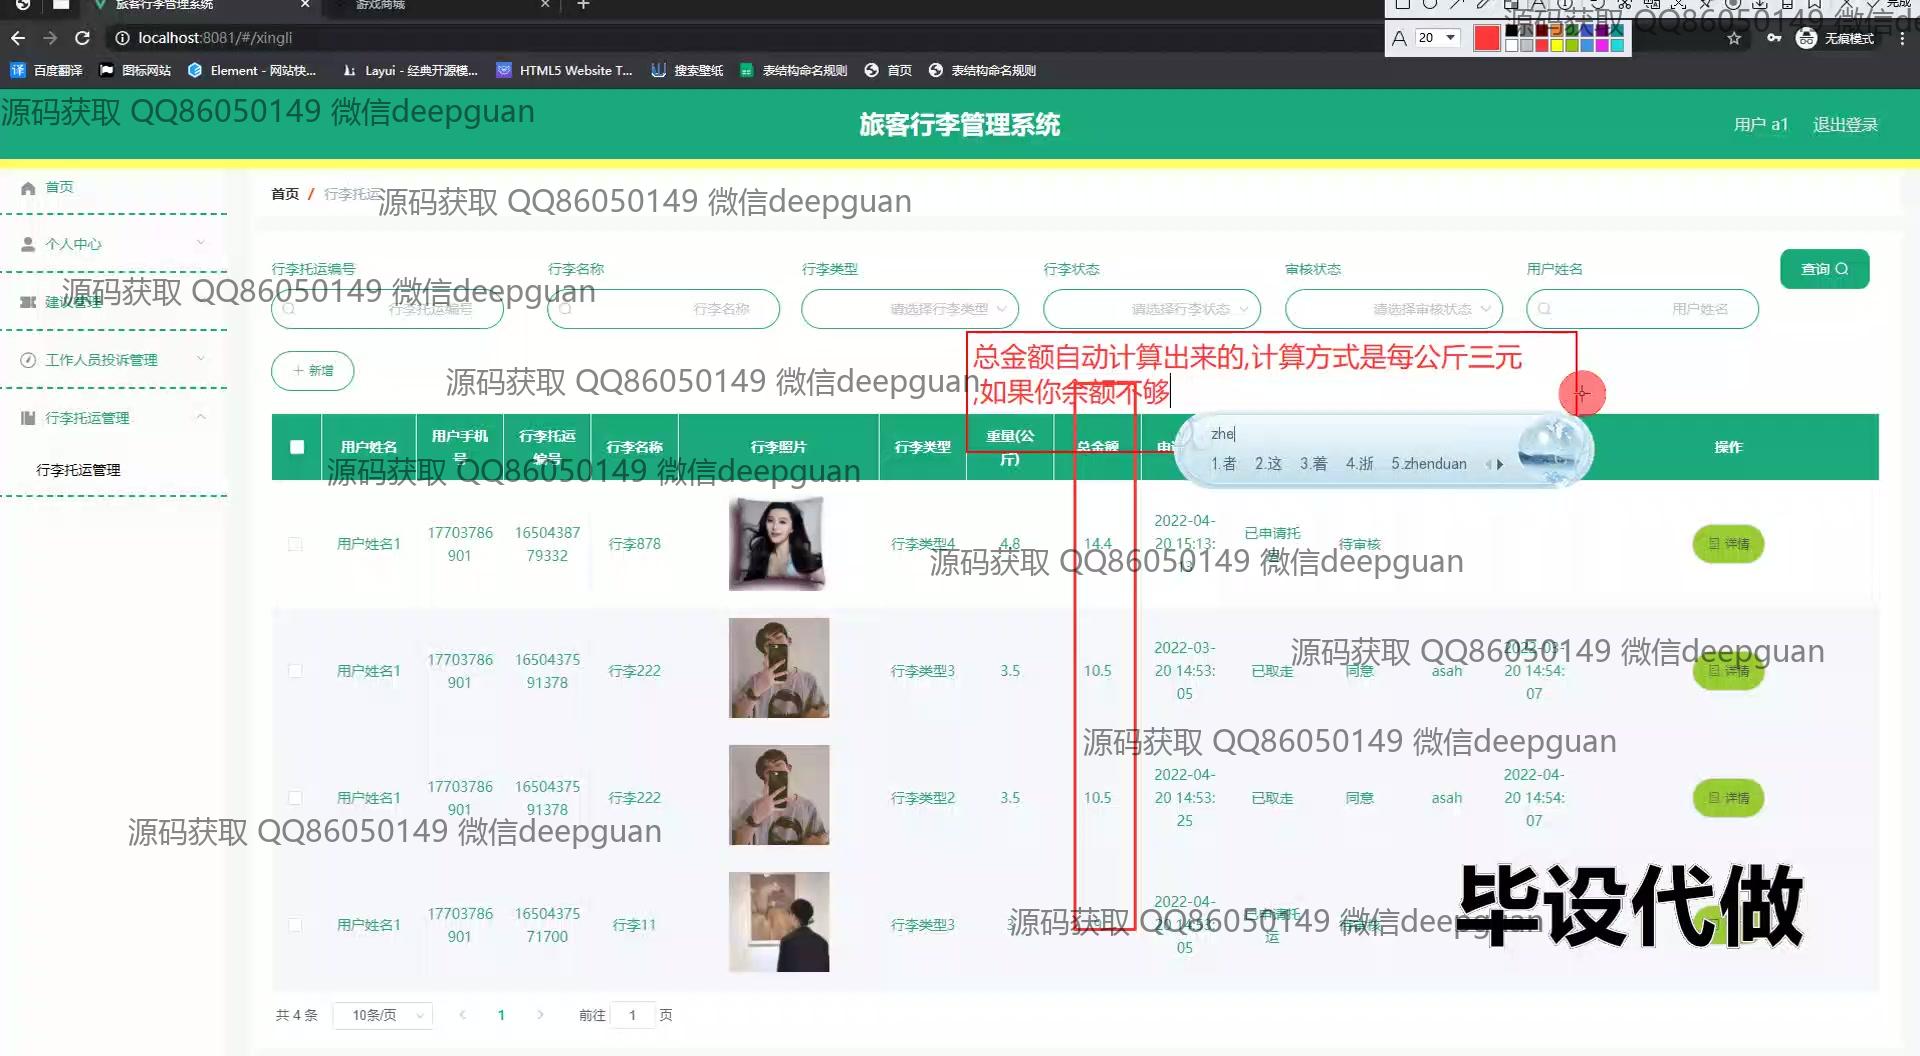 旅客行李管理系统
游戏商城
完成
localhost:8081/#/xingli
20
无痕模式
百度翻译
图标网站
Element - 网站快...
Layui - 经典开源模...
HTML5 Website T...
搜索壁纸
表结构命名规则
首页
表结构命名规则
源码获取 QQ86050149 微信deepguan
旅客行李管理系统
用户 a1
退出登录
首页
个人中心
建议管理
工作人员投诉管理
行李托运管理
行李托运管理
首页 / 行李托运
源码获取 QQ86050149 微信deepguan
行李托运编号
行李名称
行李类型
行李状态
审核状态
用户姓名
查询
源码获取 QQ86050149 微信deepguan
行李托运编号
行李名称
请选择行李类型
请选择行李状态
请选择审核状态
用户姓名
新增
总金额自动计算出来的,计算方式是每公斤三元
;如果你余额不够
源码获取 QQ86050149 微信deepguan
zhe
1.者 2.这 3.着 4.浙 5.zhenduan
用户姓名
用户手机号
行李托运编号
行李名称
行李照片
行李类型
重量(公斤)
总金额
操作
源码获取 QQ86050149 微信deepguan
用户姓名1
17703786
901
16504387
79332
行李878
行李类型4
4.8
14.4
2022-04-
20 15:13:
已申请托
待审核
详情
源码获取 QQ86050149 微信deepguan
用户姓名1
17703786
901
16504375
91378
行李222
行李类型3
3.5
10.5
2022-03-
20 14:53:
05
已取走
同意
asah
2022-03-
20 14:54:
07
详情
源码获取 QQ86050149 微信deepguan
源码获取 QQ86050149 微信deepguan
用户姓名1
17703786
901
16504375
91378
行李222
行李类型2
3.5
10.5
2022-04-
20 14:53:
25
已取走
同意
asah
2022-04-
20 14:54:
07
详情
源码获取 QQ86050149 微信deepguan
用户姓名1
17703786
901
16504375
71700
行李11
行李类型3
2022-04-
20 14:53:
05
已申请托
运
待审核
源码获取 QQ86050149 微信deepguan
毕设代做
共 4 条
10条/页
1
前往 1 页